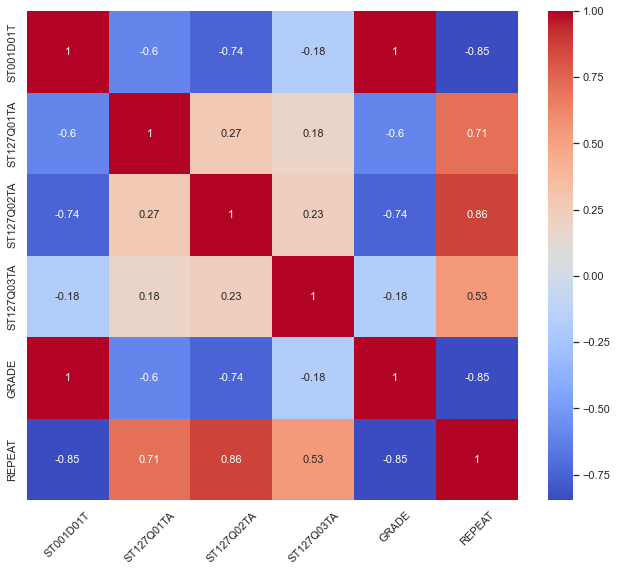 ST001D01T 1 -0.6 -0.74 -0.18 1 -0.85
ST127Q01TA -0.6 1 0.27 0.18 -0.6 0.71
ST127Q02TA -0.74 0.27 1 0.23 -0.74 0.86
ST127Q03TA -0.18 0.18 0.23 1 -0.18 0.53
GRADE 1 -0.6 -0.74 -0.18 1 -0.85
REPEAT -0.85 0.71 0.86 0.53 -0.85 1
ST001D01T ST127Q01TA ST127Q02TA ST127Q03TA GRADE REPEAT
1.00
0.75
0.50
0.25
0.00
−0.25
−0.50
−0.75